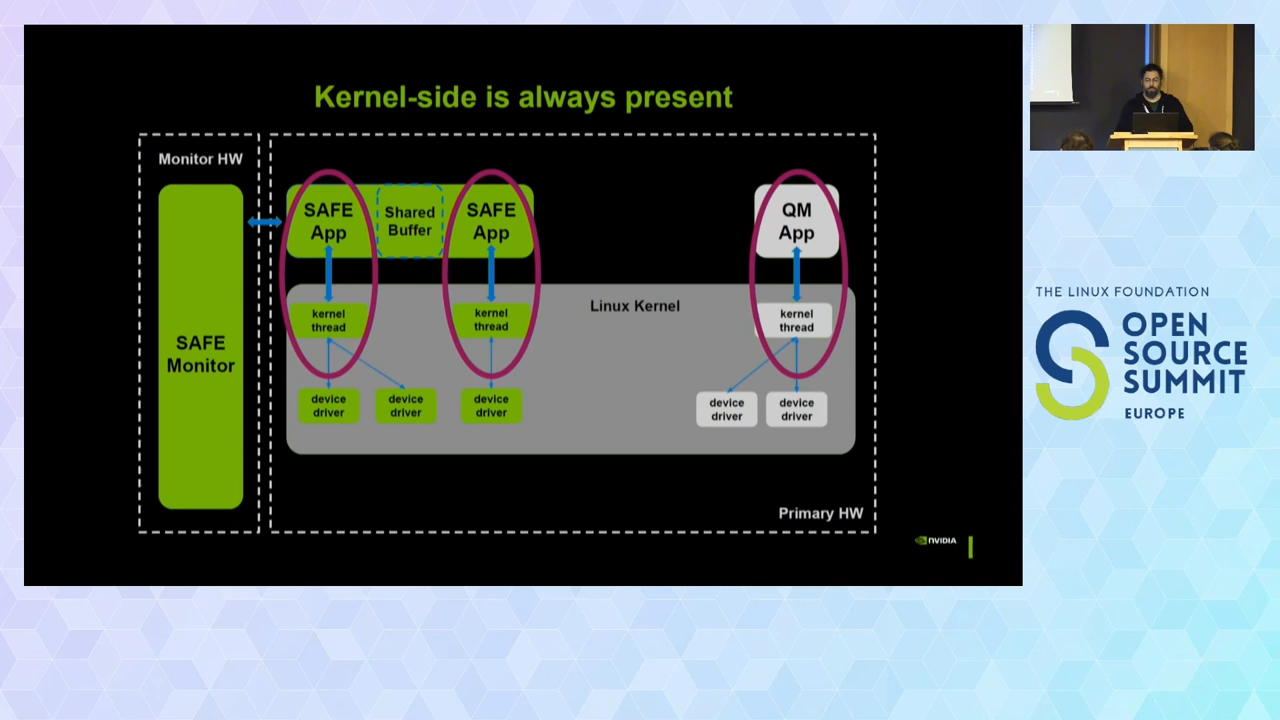 Kernel-side is always present
Monitor HW
SAFE
Monitor
SAFE
App
Shared
Buffer
SAFE
App
QM
App
Linux Kernel
kernel
thread
kernel
thread
kernel
thread
device
driver
device
driver
device
driver
device
driver
device
driver
Primary HW
NVIDIA
THE LINUX FOUNDATION
OPEN
SOURCE
SUMMIT
EUROPE